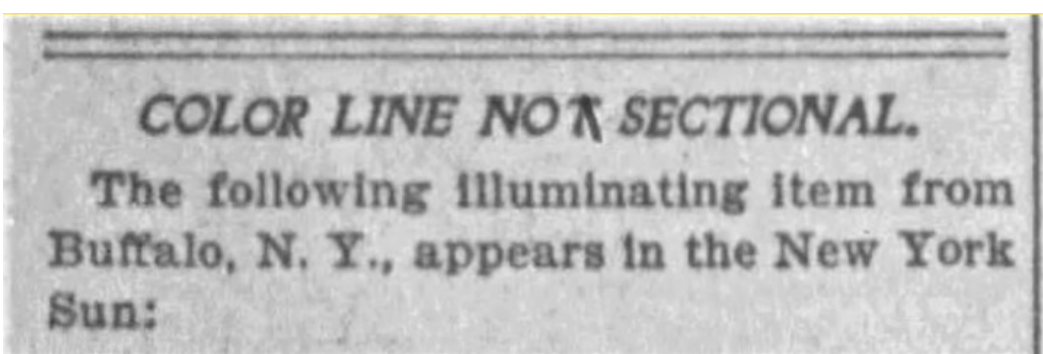 COLOR LINE NOT SECTIONAL.
The following illuminating item from
Buffalo, N. Y., appears in the New York
Sun: